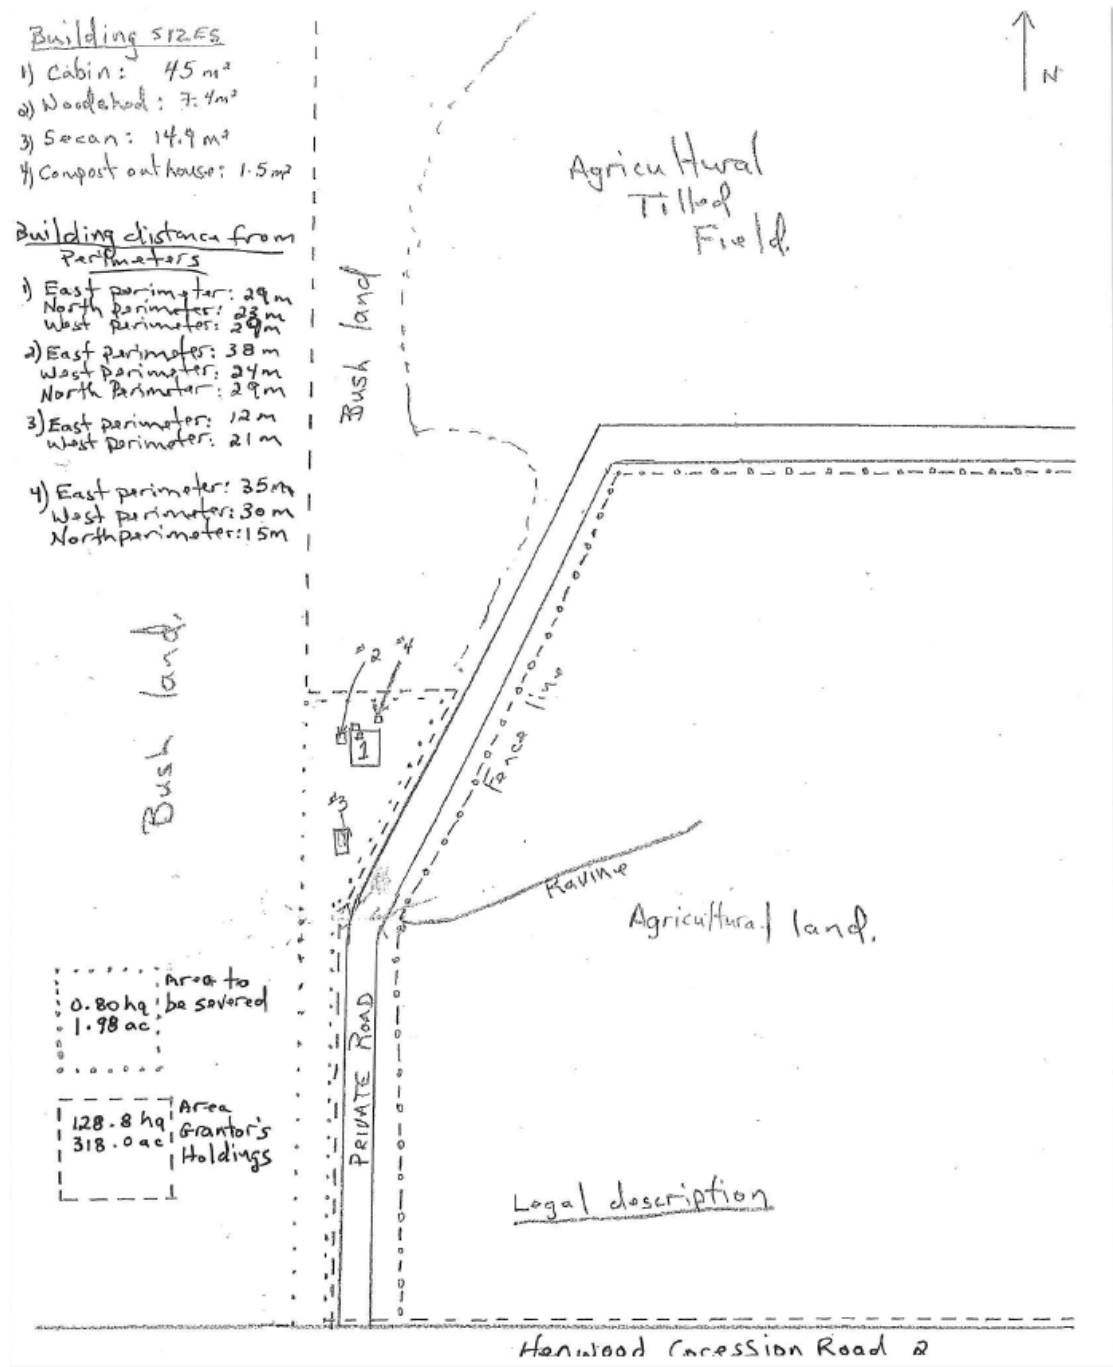 Building SIZES
1) Cabin: 45 m²
2) Woodshed: 7.4m²
3) Secan: 14.9 m²
4) Compost outhouse: 1.5m²
Building distance from
Perimeters
1) East perimeter: 29m
North perimeter: 23m
West perimeter: 29m
2) East perimeter: 38 m
West perimeter: 24m
North Perimeter: 29m
3) East perimeter: 12m
West perimeter: 21m
4) East perimeter: 35m
West perimeter: 30m
North perimeter: 15m
N
Agricultural
Tilled
Field.
Bush land
Bush land.
#2
#4
1
#3
Fence line
Ravine
Agricultural land.
PRIVATE ROAD
0.80 ha
1.98 ac.
Area to
be severed
128.8 ha
318.0 ac
Area
Grantor's
Holdings
Legal description
Henwood Concession Road 2